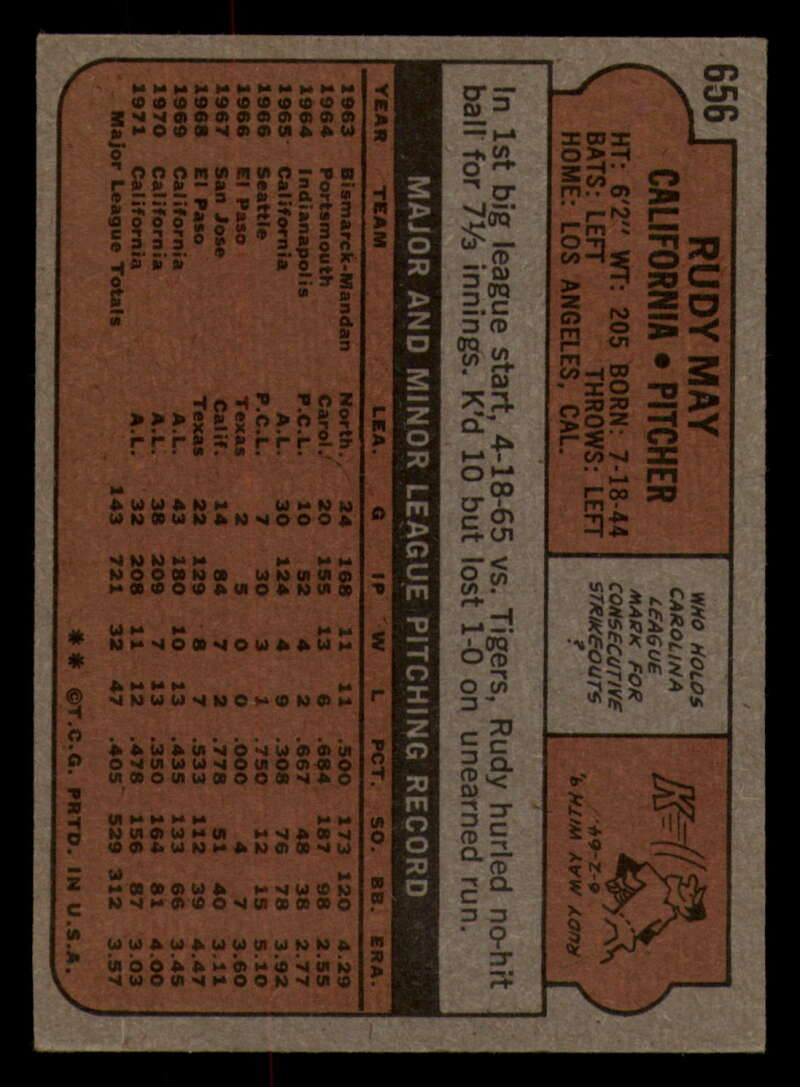 656
RUDY MAY
CALIFORNIA • PITCHER
HT: 6'2" WT: 205 BORN: 7-18-44
BATS: LEFT THROWS: LEFT
HOME: LOS ANGELES, CAL.
WHO HOLDS
CAROLINA
LEAGUE
MARK FOR
CONSECUTIVE
STRIKEOUTS
?
K
6-2-64
RUDY MAY WITH 9.
In 1st big league start, 4-18-65 vs. Tigers, Rudy hurled no-hit
ball for 7⅓ innings. K'd 10 but lost 1-0 on unearned run.
MAJOR AND MINOR LEAGUE PITCHING RECORD
YEAR TEAM LEA. G IP W L PCT. SO. BB. ERA.
1963 Bismarck-Mandan North. 24 168 11 11 .500 173 120 4.29
1964 Portsmouth Carol. 20 155 13 6 .684 187 98 2.55
1964 Indianapolis P.C.L. 10 52 4 2 .667 48 38 2.77
1965 California A.L. 30 124 4 9 .308 76 78 3.92
1966 Seattle P.C.L. 7 30 3 1 .750 12 15 5.10
1966 El Paso Texas 2 5 0 0 .000 4 7 3.60
1967 San Jose Calif. 14 84 7 2 .778 51 40 3.11
1968 El Paso Texas 22 129 8 7 .533 112 39 4.47
1969 California A.L. 43 180 10 13 .435 133 66 3.45
1970 California A.L. 38 209 7 13 .350 164 81 4.00
1971 California A.L. 32 208 11 12 .478 156 87 3.03
Major League Totals 143 721 32 47 .405 529 312 3.57
** ©T.C.G. PRTD. IN U.S.A.